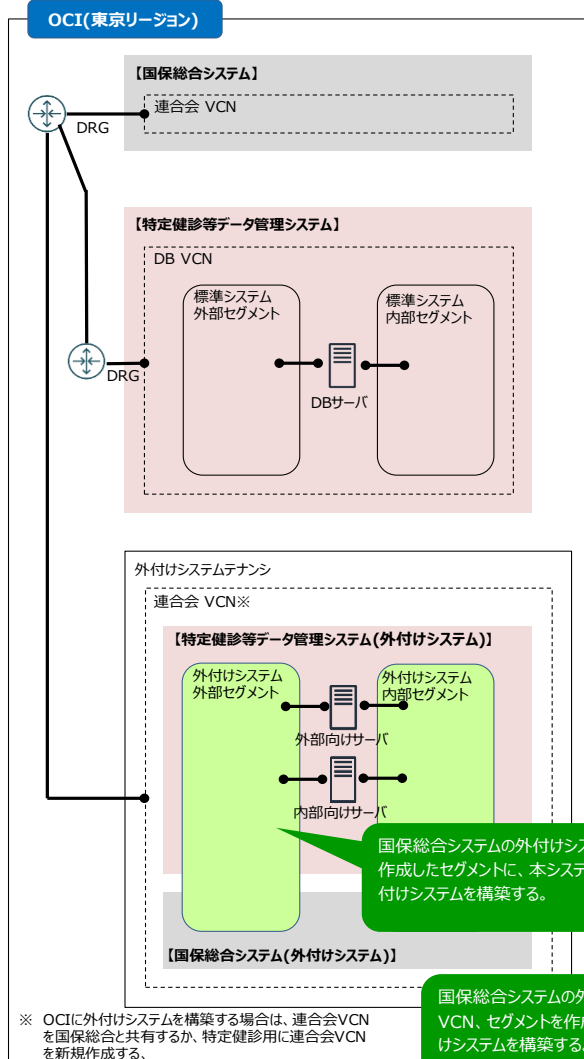 OCI(東京リージョン)
【国保総合システム】
連合会 VCN
DRG
【特定健診等データ管理システム】
DB VCN
標準システム
外部セグメント
標準システム
内部セグメント
DRG
DBサーバ
外付けシステムテナンシ
連合会 VCN※
【特定健診等データ管理システム(外付けシステム)】
外付けシステム
外部セグメント
外付けシステム
内部セグメント
外部向けサーバ
内部向けサーバ
国保総合システムの外付けシス
作成したセグメントに、本システ
付けシステムを構築する。
【国保総合システム(外付けシステム)】
国保総合システムの外
VCN、セグメントを作成
けシステムを構築する
※ OCIに外付けシステムを構築する場合は、連合会VCN
を国保総合と共有するか、特定健診用に連合会VCN
を新規作成する、